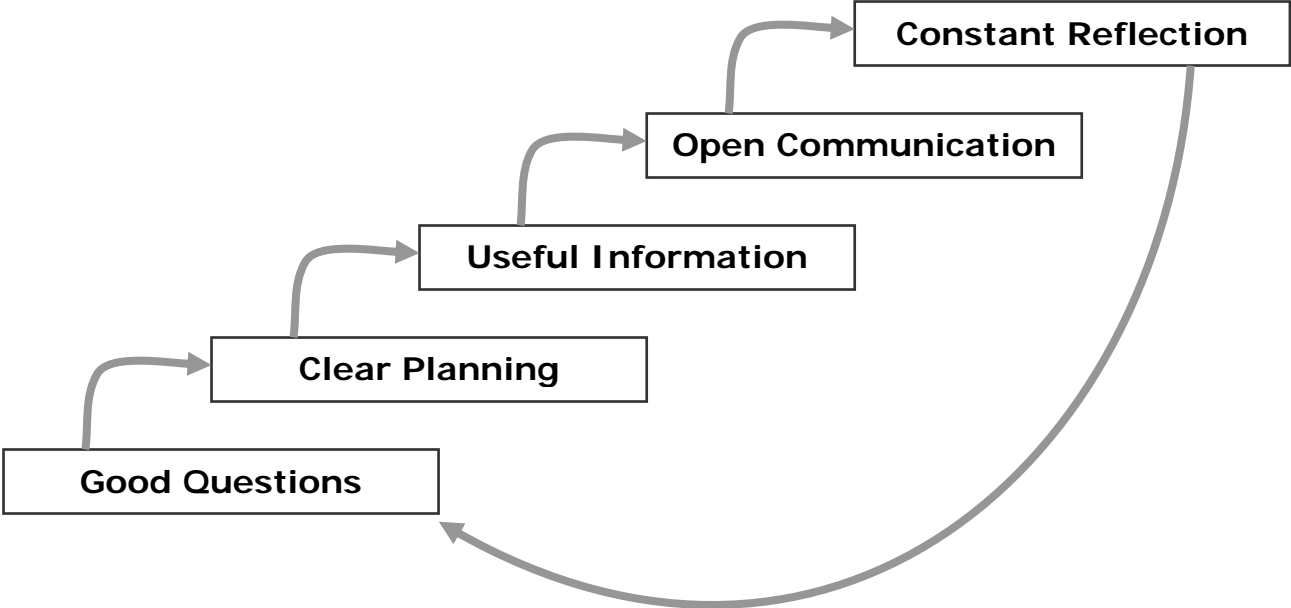 Constant Reflection
Open Communication
Useful Information
Clear Planning
Good Questions